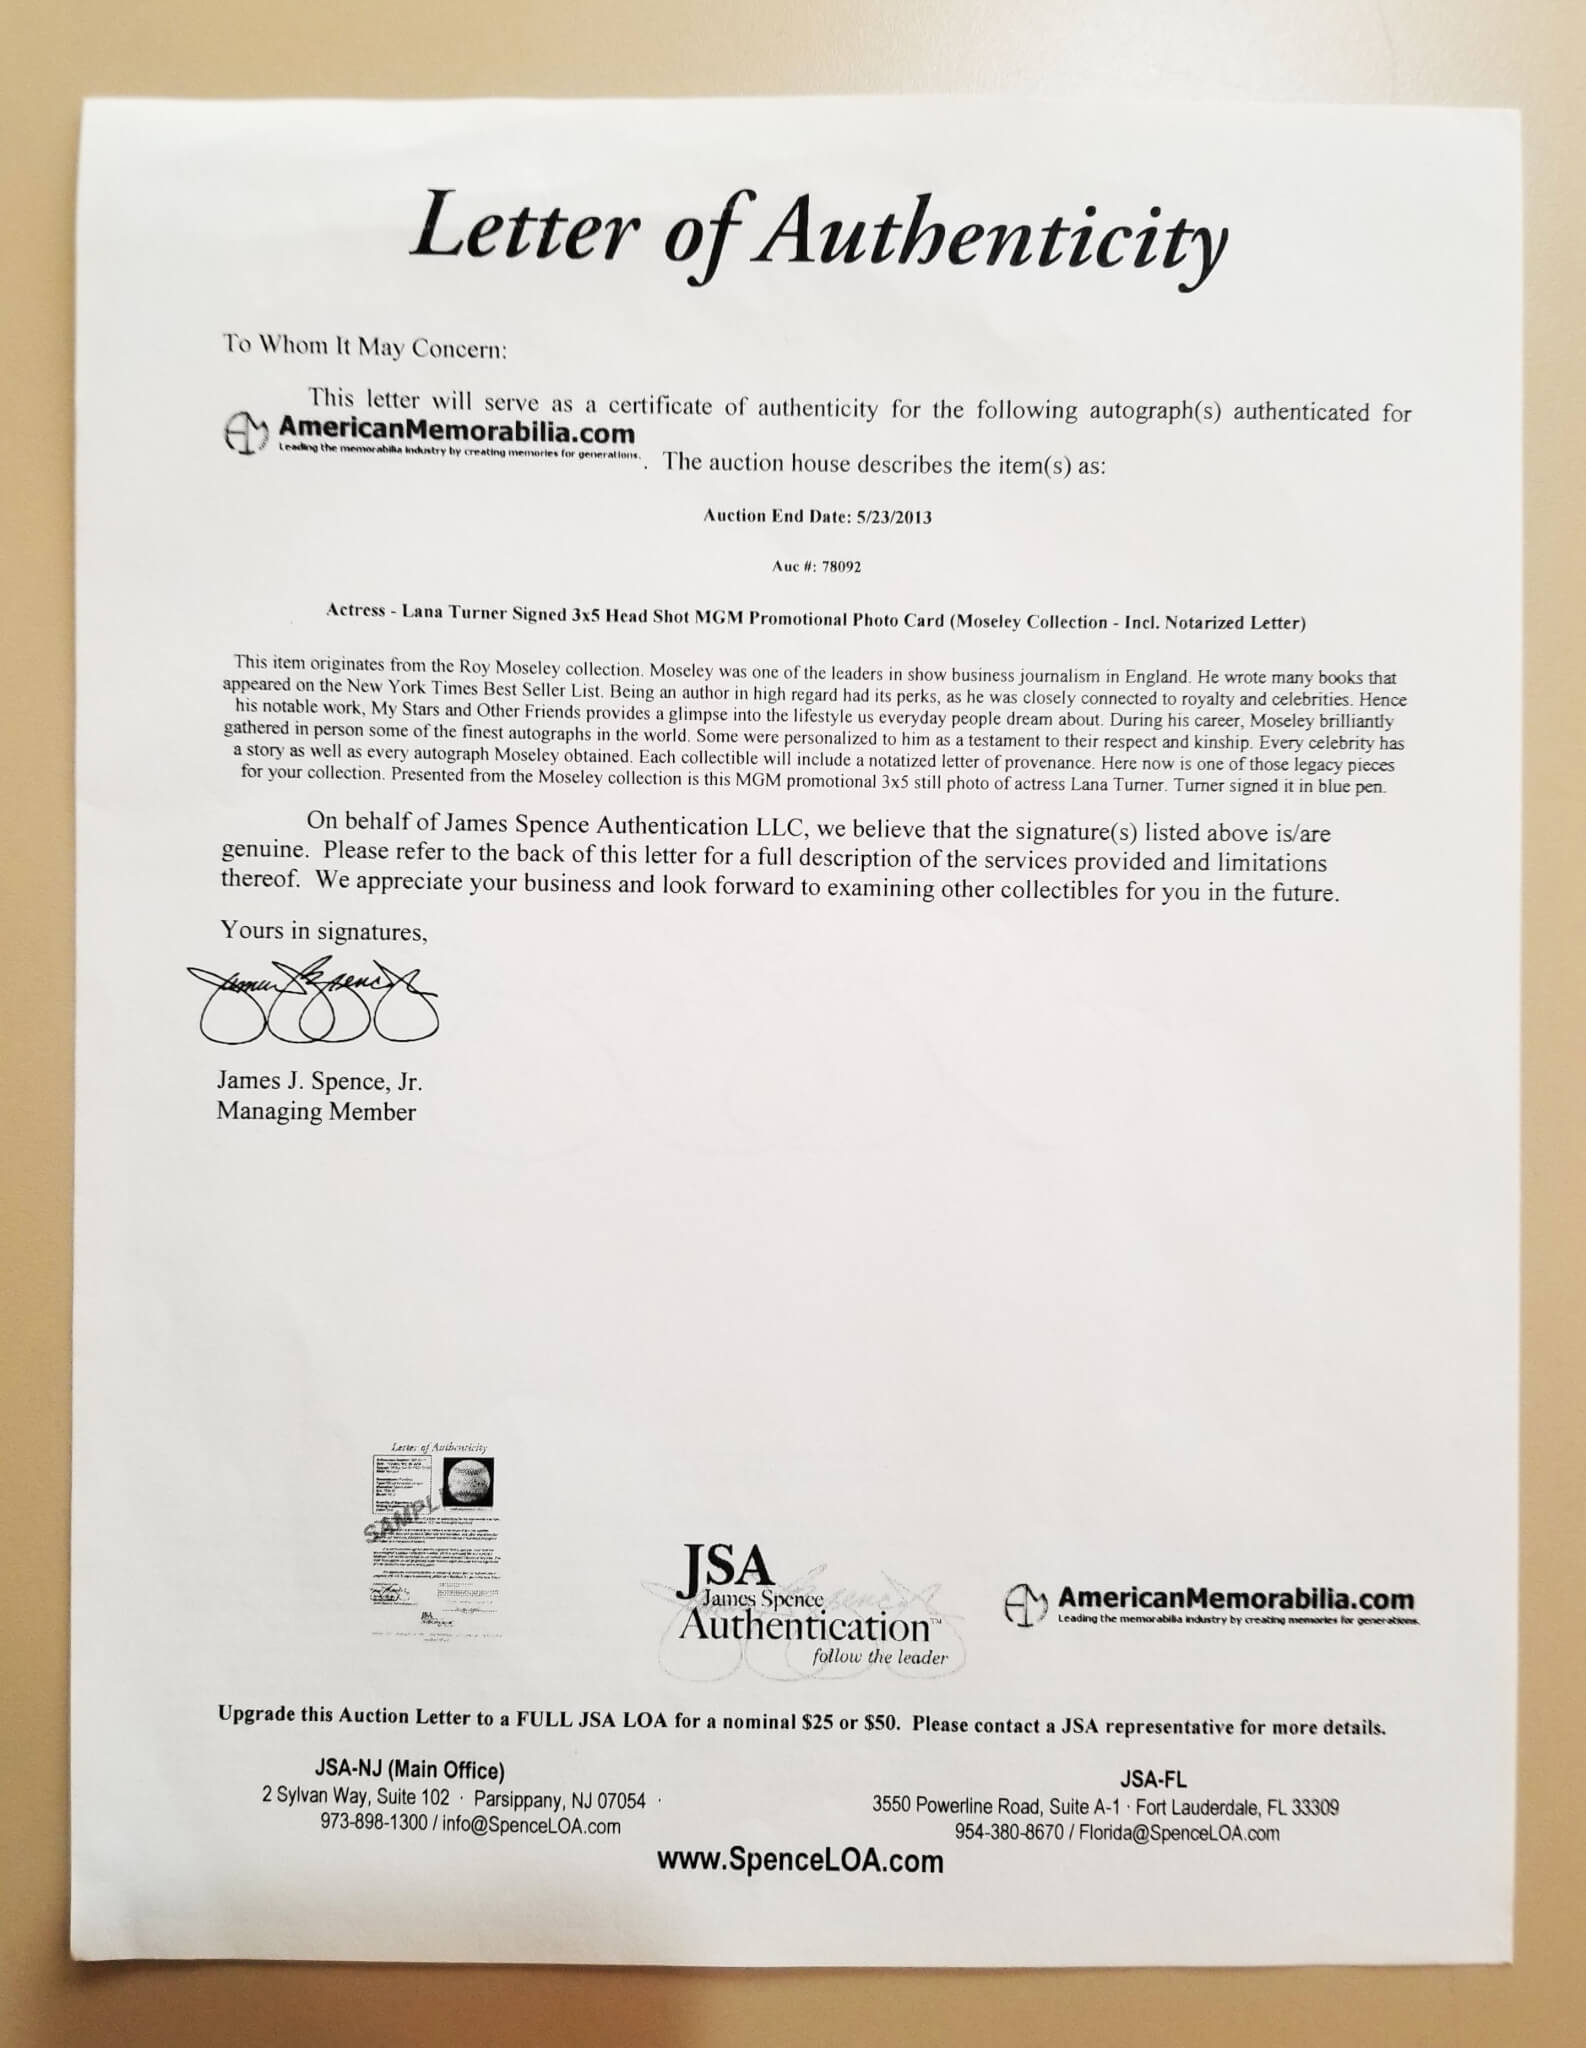 Letter of Authenticity
To Whom It May Concern:
This letter will serve as a certificate of authenticity for the following autograph(s) authenticated for
AmericanMemorabilia.com
Leading the memorabilia industry by creating memories for generations.
. The auction house describes the item(s) as:
Auction End Date: 5/23/2013
Auc #: 78092
Actress - Lana Turner Signed 3x5 Head Shot MGM Promotional Photo Card (Moseley Collection - Incl. Notarized Letter)
This item originates from the Roy Moseley collection. Moseley was one of the leaders in show business journalism in England. He wrote many books that
appeared on the New York Times Best Seller List. Being an author in high regard had its perks, as he was closely connected to royalty and celebrities. Hence
his notable work, My Stars and Other Friends provides a glimpse into the lifestyle us everyday people dream about. During his career, Moseley brilliantly
gathered in person some of the finest autographs in the world. Some were personalized to him as a testament to their respect and kinship. Every celebrity has
a story as well as every autograph Moseley obtained. Each collectible will include a notatized letter of provenance. Here now is one of those legacy pieces
for your collection. Presented from the Moseley collection is this MGM promotional 3x5 still photo of actress Lana Turner. Turner signed it in blue pen.
On behalf of James Spence Authentication LLC, we believe that the signature(s) listed above is/are
genuine. Please refer to the back of this letter for a full description of the services provided and limitations
thereof. We appreciate your business and look forward to examining other collectibles for you in the future.
Yours in signatures,
James J. Spence, Jr.
Managing Member
Letter of Authenticity
SAMPLE
JSA
James Spence
Authentication™
follow the leader
AmericanMemorabilia.com
Leading the memorabilia industry by creating memories for generations.
Upgrade this Auction Letter to a FULL JSA LOA for a nominal $25 or $50. Please contact a JSA representative for more details.
JSA-NJ (Main Office)
2 Sylvan Way, Suite 102 · Parsippany, NJ 07054 ·
973-898-1300 / info@SpenceLOA.com
JSA-FL
3550 Powerline Road, Suite A-1 · Fort Lauderdale, FL 33309
954-380-8670 / Florida@SpenceLOA.com
www.SpenceLOA.com